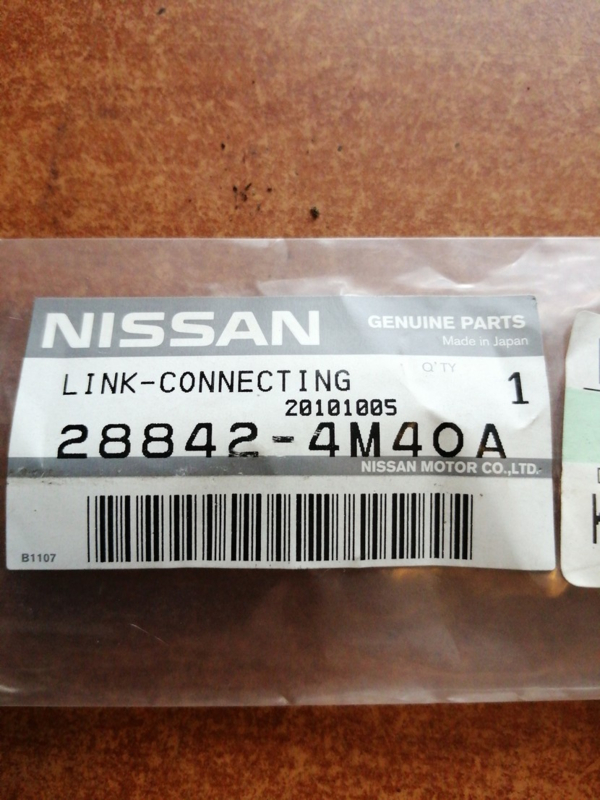 NISSAN
GENUINE PARTS
Made in Japan
LINK-CONNECTING
Q'TY
1
20101005
28842-4M40A
NISSAN MOTOR CO.,LTD.
B1107